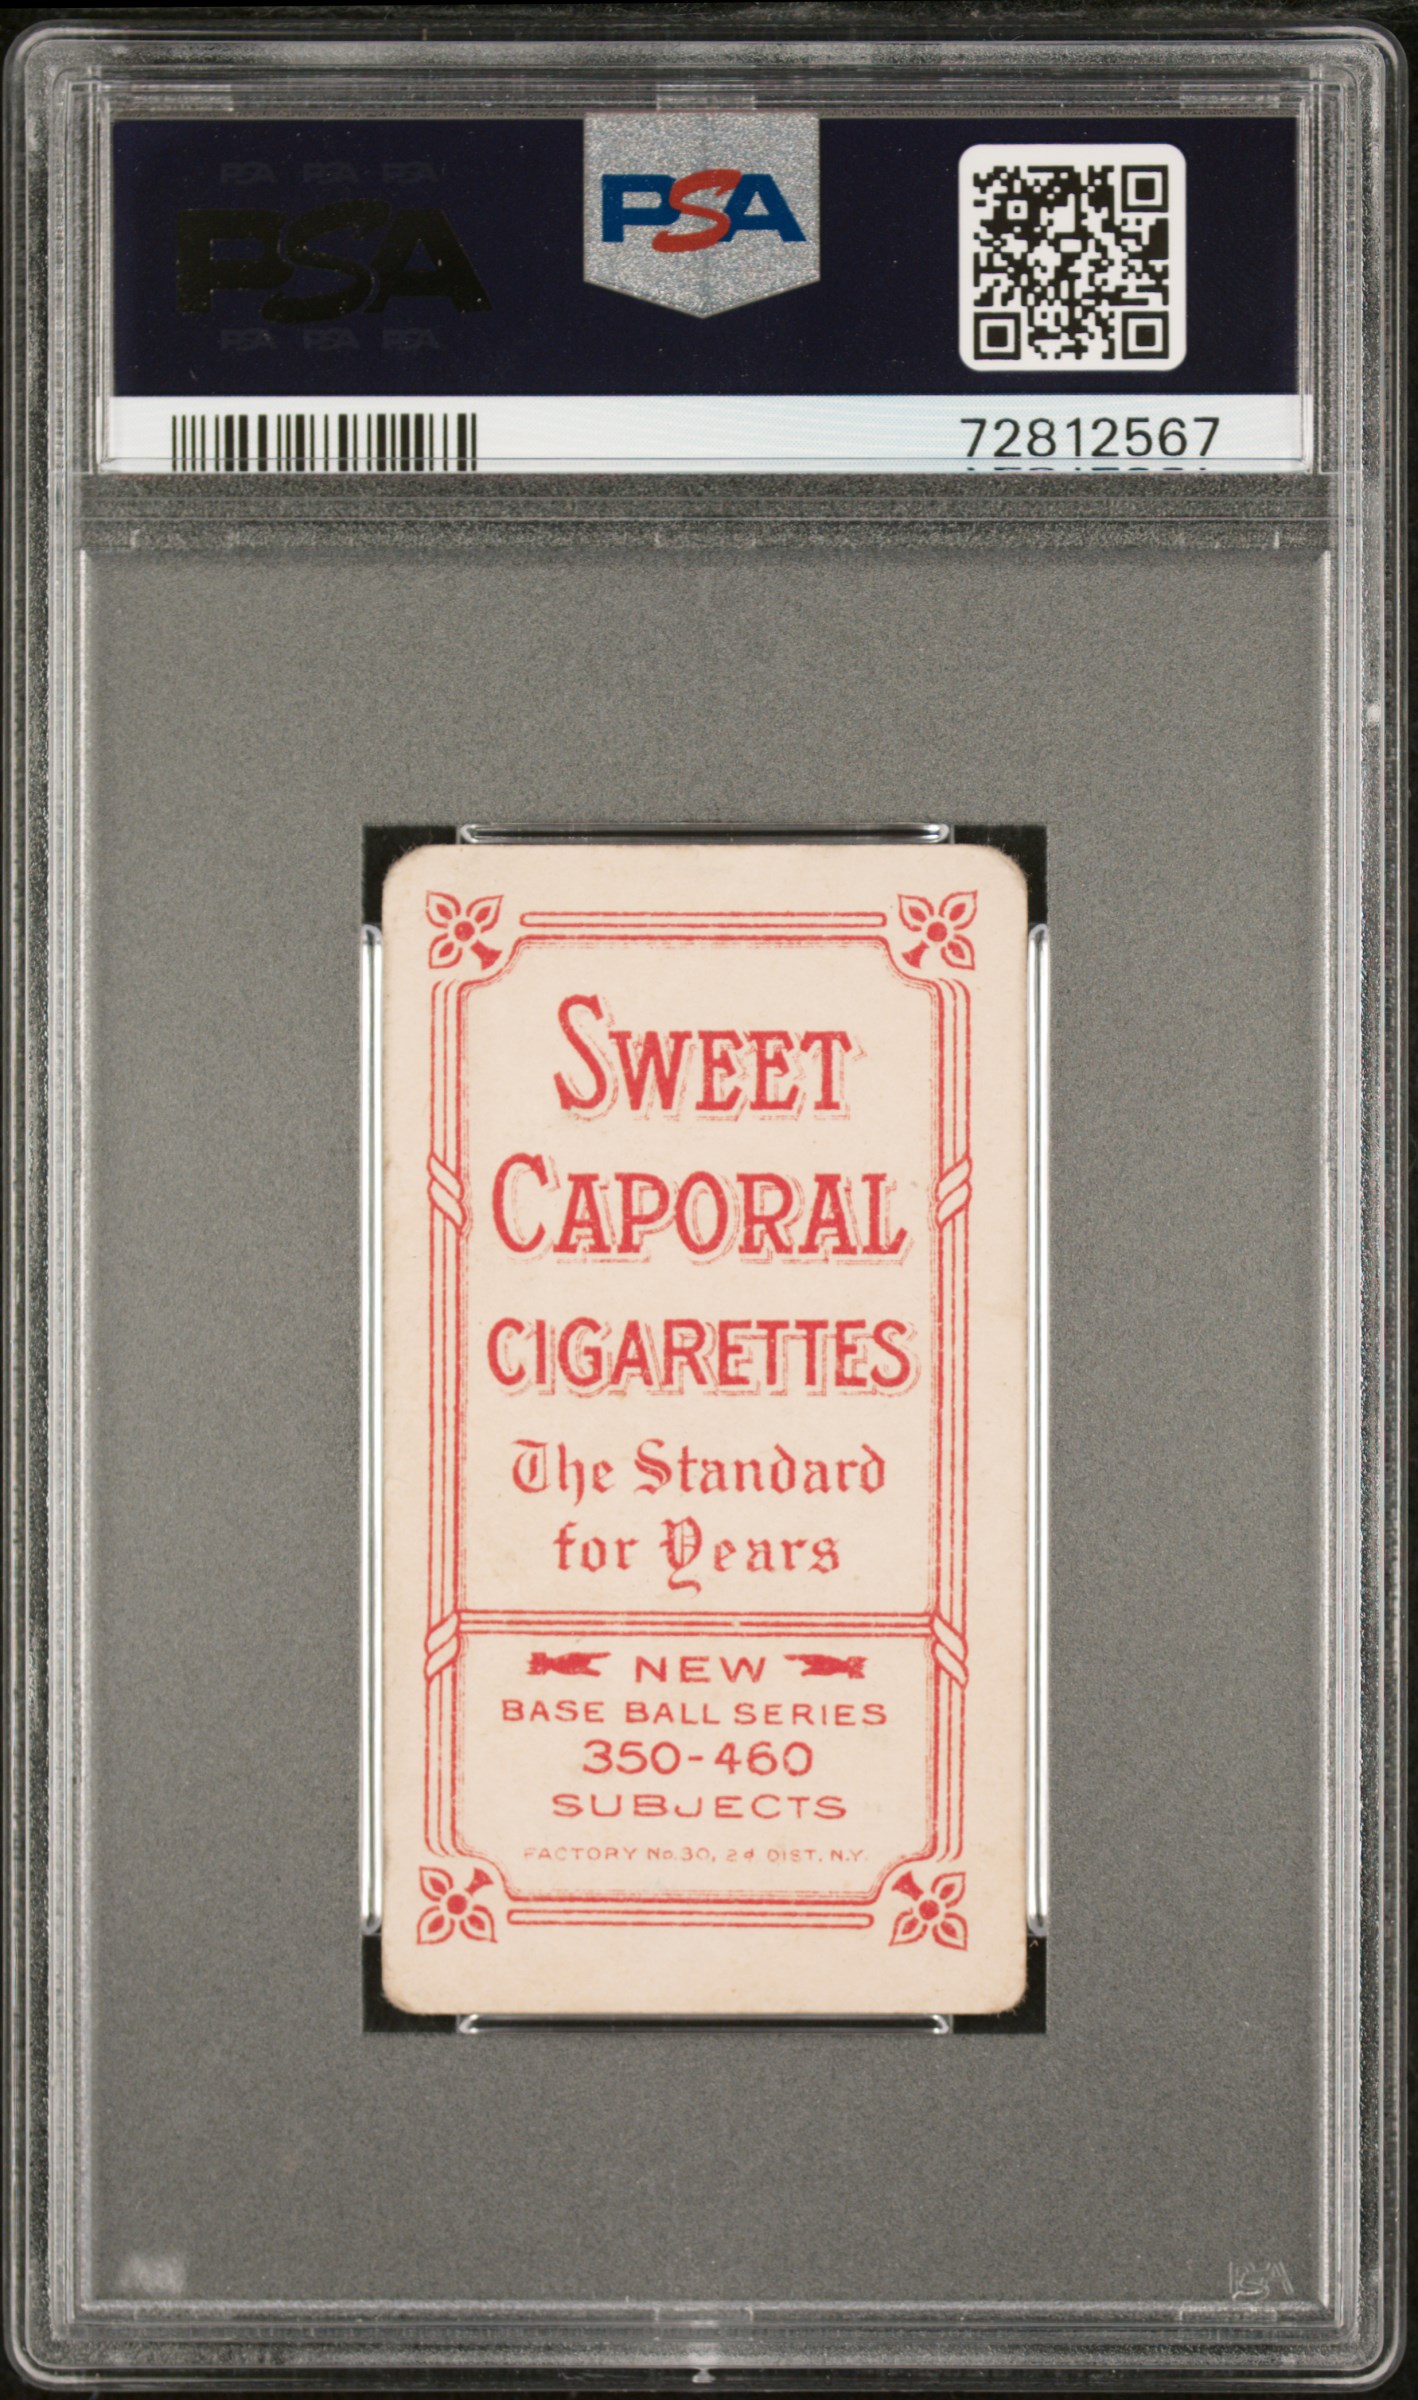 PSA PSA PSA
PSA
PSA PSA PSA
PSA
72812567
SWEET
CAPORAL
CIGARETTES
The Standard
for Years
NEW
BASE BALL SERIES
350-460
SUBJECTS
FACTORY No. 30, 2d DIST. N.Y.
PSA